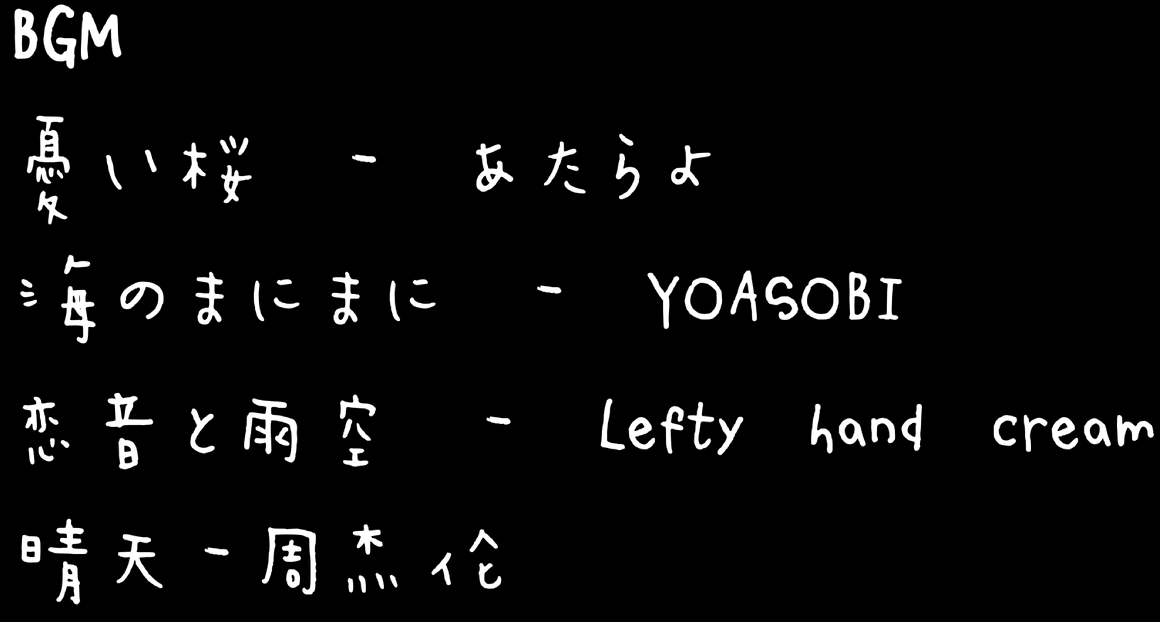 BGM
憂い桜 - あたらよ
海のまにまに - YOASOBI
恋音と雨空 - Lefty hand cream
晴天 - 周杰伦